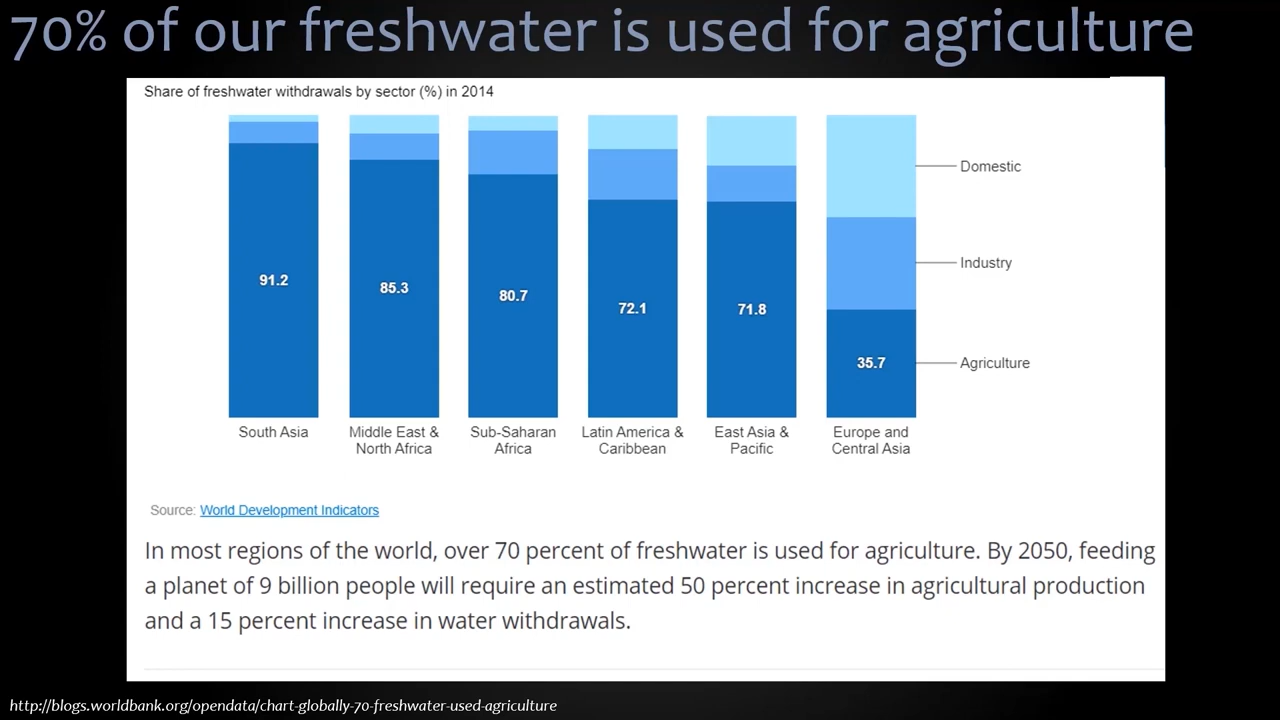 70% of our freshwater is used for agriculture
Share of freshwater withdrawals by sector (%) in 2014
Domestic
Industry
Agriculture
91.2
85.3
80.7
72.1
71.8
35.7
South Asia
Middle East &
North Africa
Sub-Saharan
Africa
Latin America &
Caribbean
East Asia &
Pacific
Europe and
Central Asia
Source: World Development Indicators
In most regions of the world, over 70 percent of freshwater is used for agriculture. By 2050, feeding
a planet of 9 billion people will require an estimated 50 percent increase in agricultural production
and a 15 percent increase in water withdrawals.
http://blogs.worldbank.org/opendata/chart-globally-70-freshwater-used-agriculture